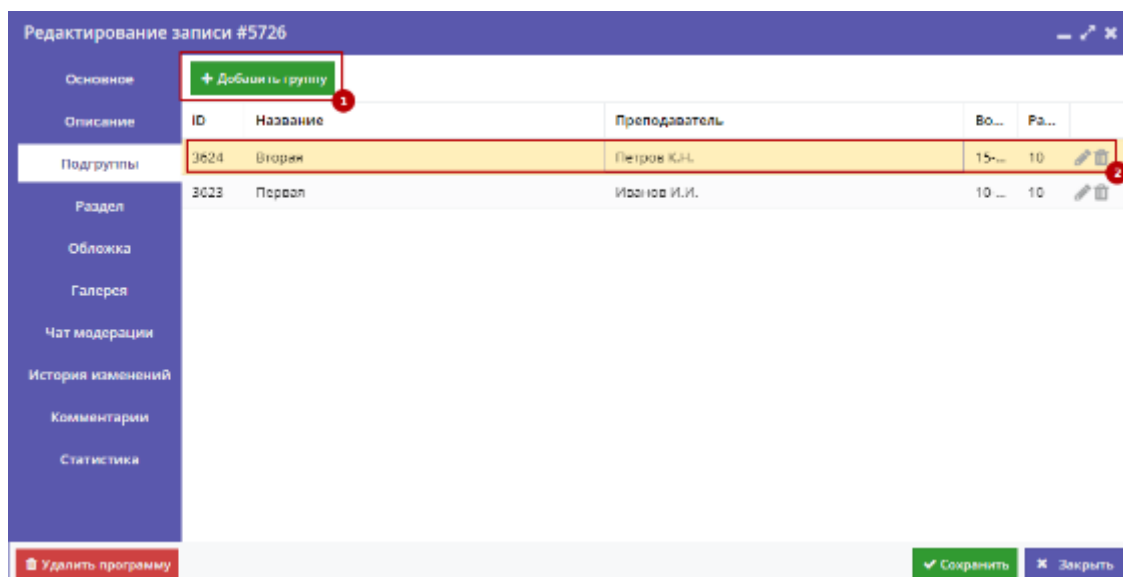 Редактирование записи #5726
Основное
+ Добавить группу
1
Описание
ID Название Преподаватель Во... Ра...
Подгруппы
3624 Вторая Петров К.Н. 15-... 10
2
3623 Первая Иванов И.И. 10-... 10
Раздел
Обложка
Галерея
Чат модерации
История изменений
Комментарии
Статистика
Удалить программу
Сохранить
Закрыть